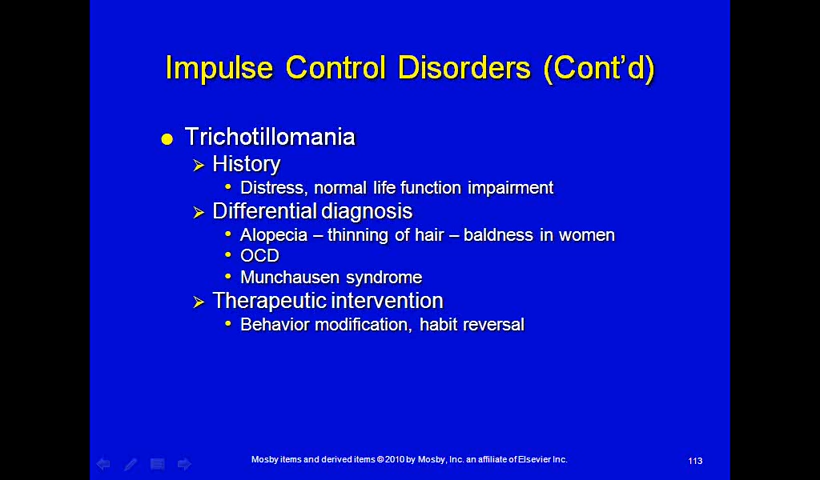 Impulse Control Disorders (Cont’d)
Trichotillomania
History
Distress, normal life function impairment
Differential diagnosis
Alopecia – thinning of hair – baldness in women
OCD
Munchausen syndrome
Therapeutic intervention
Behavior modification, habit reversal
Mosby items and derived items © 2010 by Mosby, Inc. an affiliate of Elsevier Inc.
113